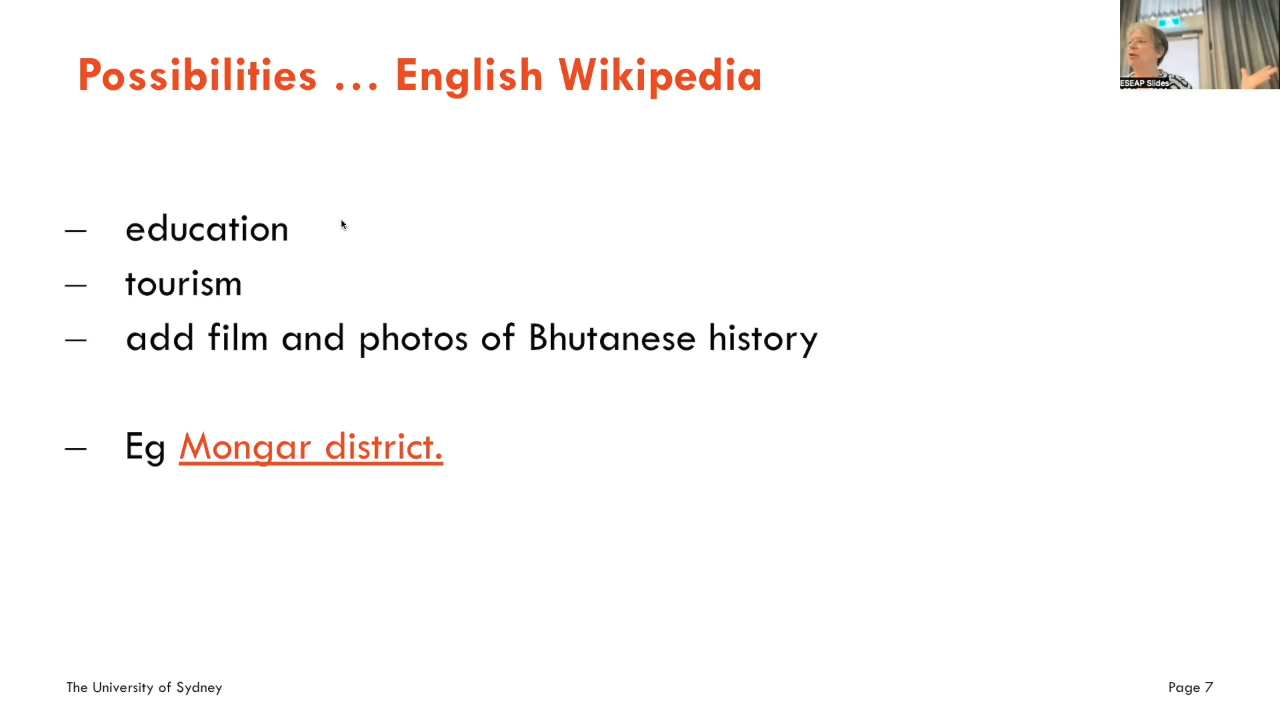 Possibilities … English Wikipedia
ESEAP Slides
– education
– tourism
– add film and photos of Bhutanese history
– Eg Mongar district.
The University of Sydney
Page 7